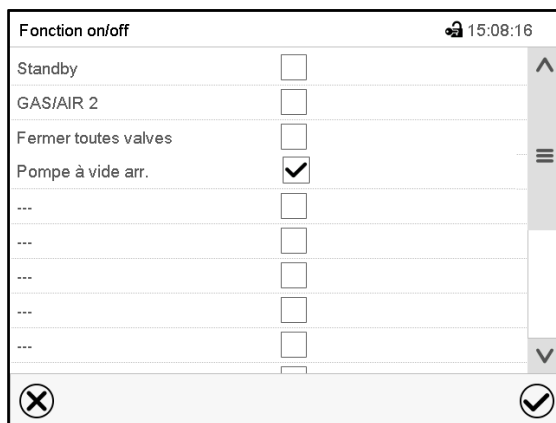 Fonction on/off 15:08:16
Standby
GAS/AIR 2
Fermer toutes valves
Pompe à vide arr.
---
---
---
---
---